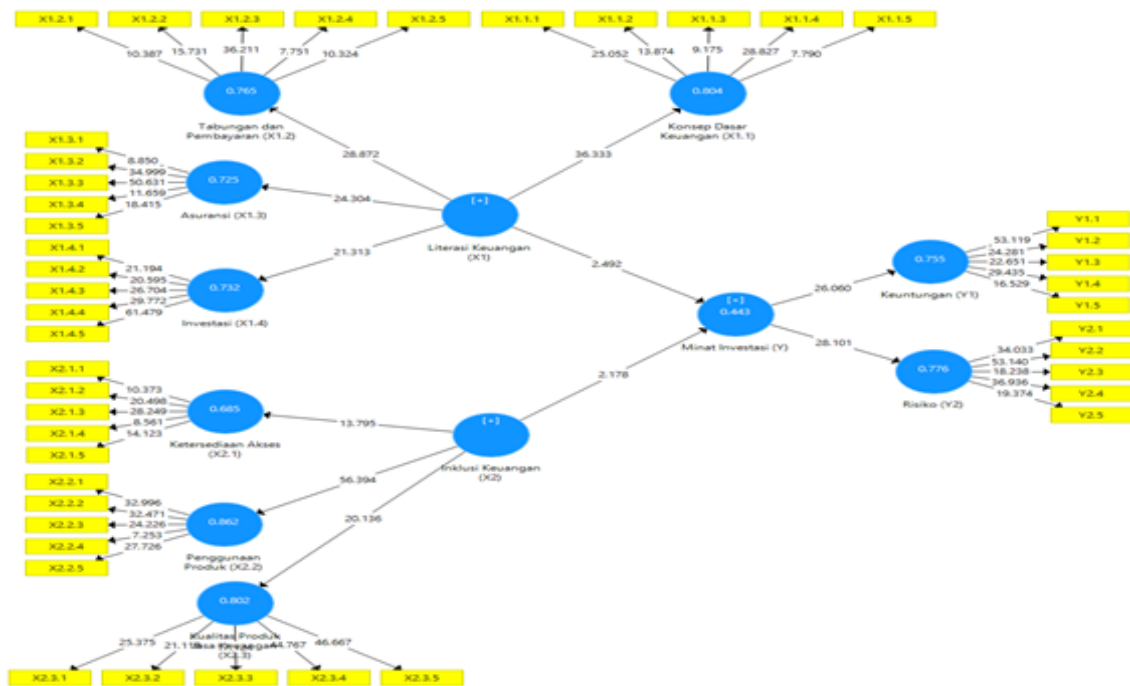 X1.2.1 X1.2.2 X1.2.3 X1.2.4 X1.2.5
X1.1.1 X1.1.2 X1.1.3 X1.1.4 X1.1.5
10.387 15.731 36.211 7.751 10.324
25.052 13.874 9.175 28.827 7.790
0.765
Tabungan dan
Pembayaran (X1.2)
0.804
Konsep Dasar
Keuangan (X1.1)
28.872
36.333
X1.3.1
X1.3.2
X1.3.3
X1.3.4
X1.3.5
8.850
34.999
50.631
11.659
18.415
0.725
Asuransi (X1.3)
24.304
[+]
Literasi Keuangan
(X1)
21.313
2.492
X1.4.1
X1.4.2
X1.4.3
X1.4.4
X1.4.5
21.194
20.595
26.704
29.772
61.479
0.732
Investasi (X1.4)
[+]
0.443
Minat Investasi (Y)
26.060
28.101
0.755
Keuntungan (Y1)
53.119
24.281
22.651
29.435
16.529
Y1.1
Y1.2
Y1.3
Y1.4
Y1.5
0.776
Risiko (Y2)
34.033
53.140
18.238
36.936
19.374
Y2.1
Y2.2
Y2.3
Y2.4
Y2.5
2.178
X2.1.1
X2.1.2
X2.1.3
X2.1.4
X2.1.5
10.373
20.498
28.249
8.561
14.123
0.685
Ketersediaan Akses
(X2.1)
13.795
[+]
Inklusi Keuangan
(X2)
56.394
20.136
X2.2.1
X2.2.2
X2.2.3
X2.2.4
X2.2.5
32.996
32.471
24.226
7.253
27.726
0.862
Penggunaan
Produk (X2.2)
0.802
Kualitas Produk
Jasa Keuangan
(X2.3)
25.375 44.767 46.667
X2.3.1 X2.3.2 X2.3.3 X2.3.4 X2.3.5